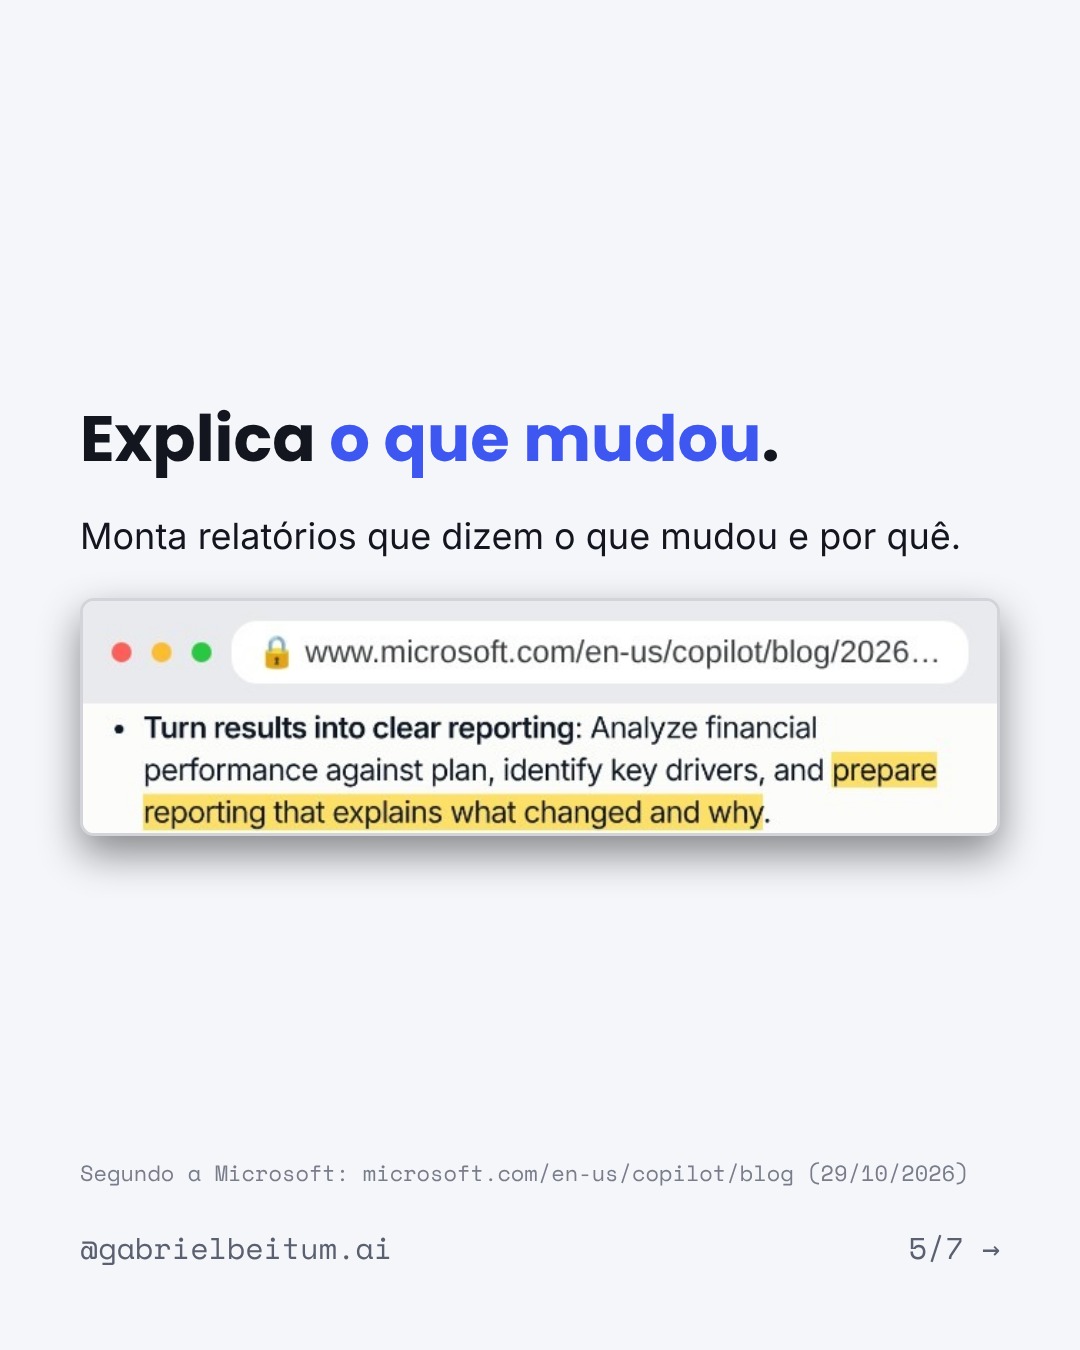 Explica o que mudou.
Monta relatórios que dizem o que mudou e por quê.
www.microsoft.com/en-us/copilot/blog/2026…
• Turn results into clear reporting: Analyze financial
performance against plan, identify key drivers, and prepare
reporting that explains what changed and why.
Segundo a Microsoft: microsoft.com/en-us/copilot/blog (29/10/2026)
@gabrielbeitum.ai
5/7 →